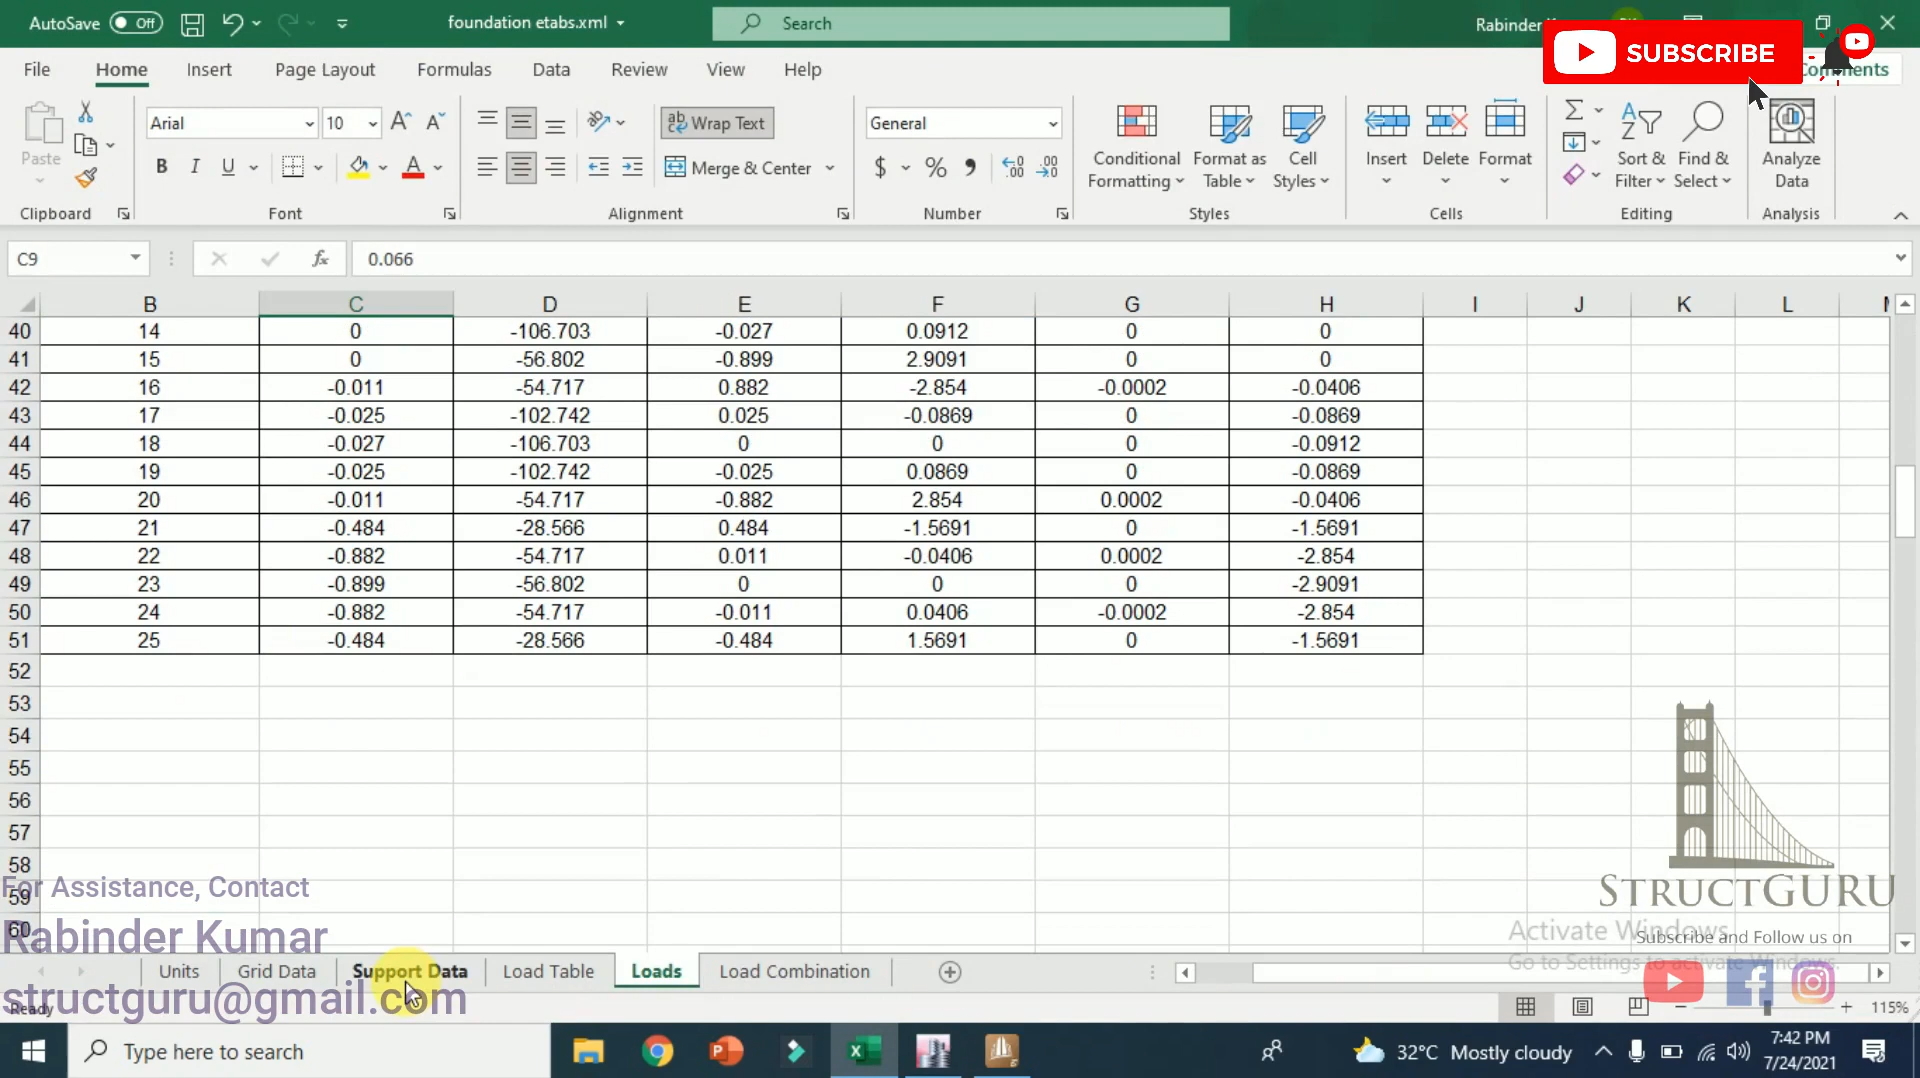 AutoSave Off foundation etabs.xml Search Rabinder
SUBSCRIBE
File Home Insert Page Layout Formulas Data Review View Help Comments
Paste
Arial 10
Wrap Text
General
B I U
Merge & Center
$ % ,
Conditional Formatting
Format as Table
Cell Styles
Insert
Delete
Format
Sort & Filter
Find & Select
Analyze Data
Clipboard Font Alignment Number Styles Cells Editing Analysis
C9 fx 0.066
B C D E F G H I J K L
40 14 0 -106.703 -0.027 0.0912 0 0
41 15 0 -56.802 -0.899 2.9091 0 0
42 16 -0.011 -54.717 0.882 -2.854 -0.0002 -0.0406
43 17 -0.025 -102.742 0.025 -0.0869 0 -0.0869
44 18 -0.027 -106.703 0 0 0 -0.0912
45 19 -0.025 -102.742 -0.025 0.0869 0 -0.0869
46 20 -0.011 -54.717 -0.882 2.854 0.0002 -0.0406
47 21 -0.484 -28.566 0.484 -1.5691 0 -1.5691
48 22 -0.882 -54.717 0.011 -0.0406 0.0002 -2.854
49 23 -0.899 -56.802 0 0 0 -2.9091
50 24 -0.882 -54.717 -0.011 0.0406 -0.0002 -2.854
51 25 -0.484 -28.566 -0.484 1.5691 0 -1.5691
52
53
54
55
56
57
58
59
60
For Assistance, Contact
Rabinder Kumar
structguru@gmail.com
STRUCTGURU
Subscribe and Follow us on
Activate Windows
Go to Settings to activate Windows.
Units Grid Data Support Data Load Table Loads Load Combination
Ready
115%
Type here to search
32°C Mostly cloudy
7:42 PM
7/24/2021